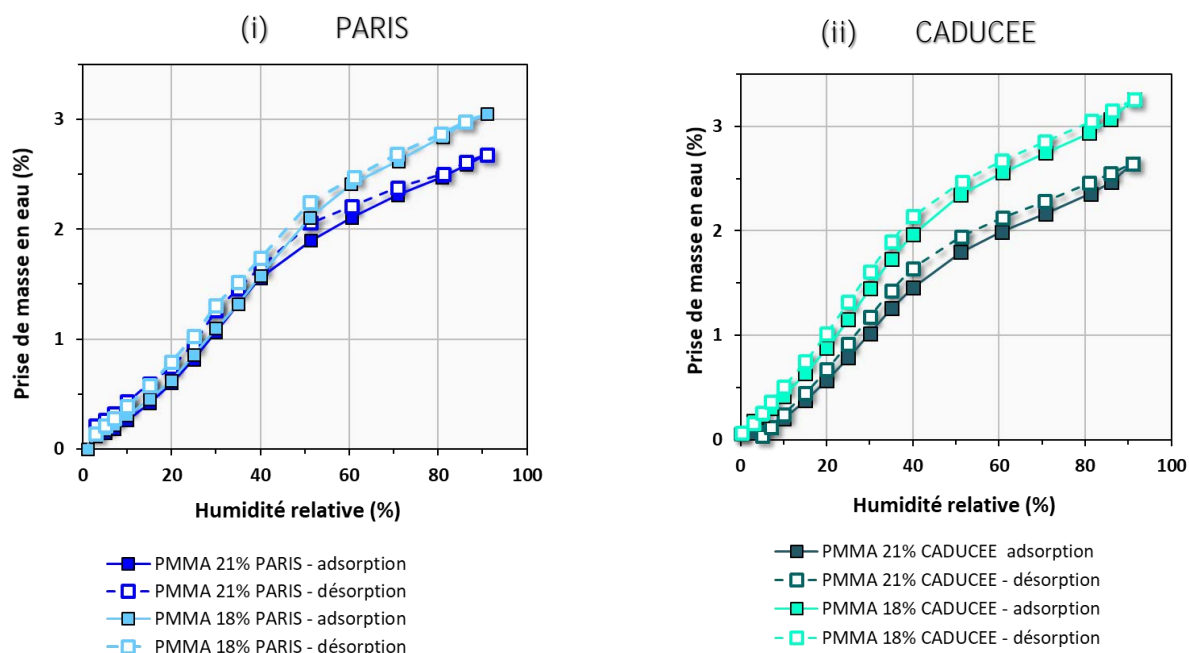 (i) PARIS
3
2
1
0
Prise de masse en eau (%)
0 20 40 60 80 100
Humidité relative (%)
PMMA 21% PARIS - adsorption
PMMA 21% PARIS - désorption
PMMA 18% PARIS - adsorption
PMMA 18% PARIS - désorption
(ii) CADUCEE
3
2
1
0
Prise de masse en eau (%)
0 20 40 60 80 100
Humidité relative (%)
PMMA 21% CADUCEE adsorption
PMMA 21% CADUCEE - désorption
PMMA 18% CADUCEE - adsorption
PMMA 18% CADUCEE - désorption